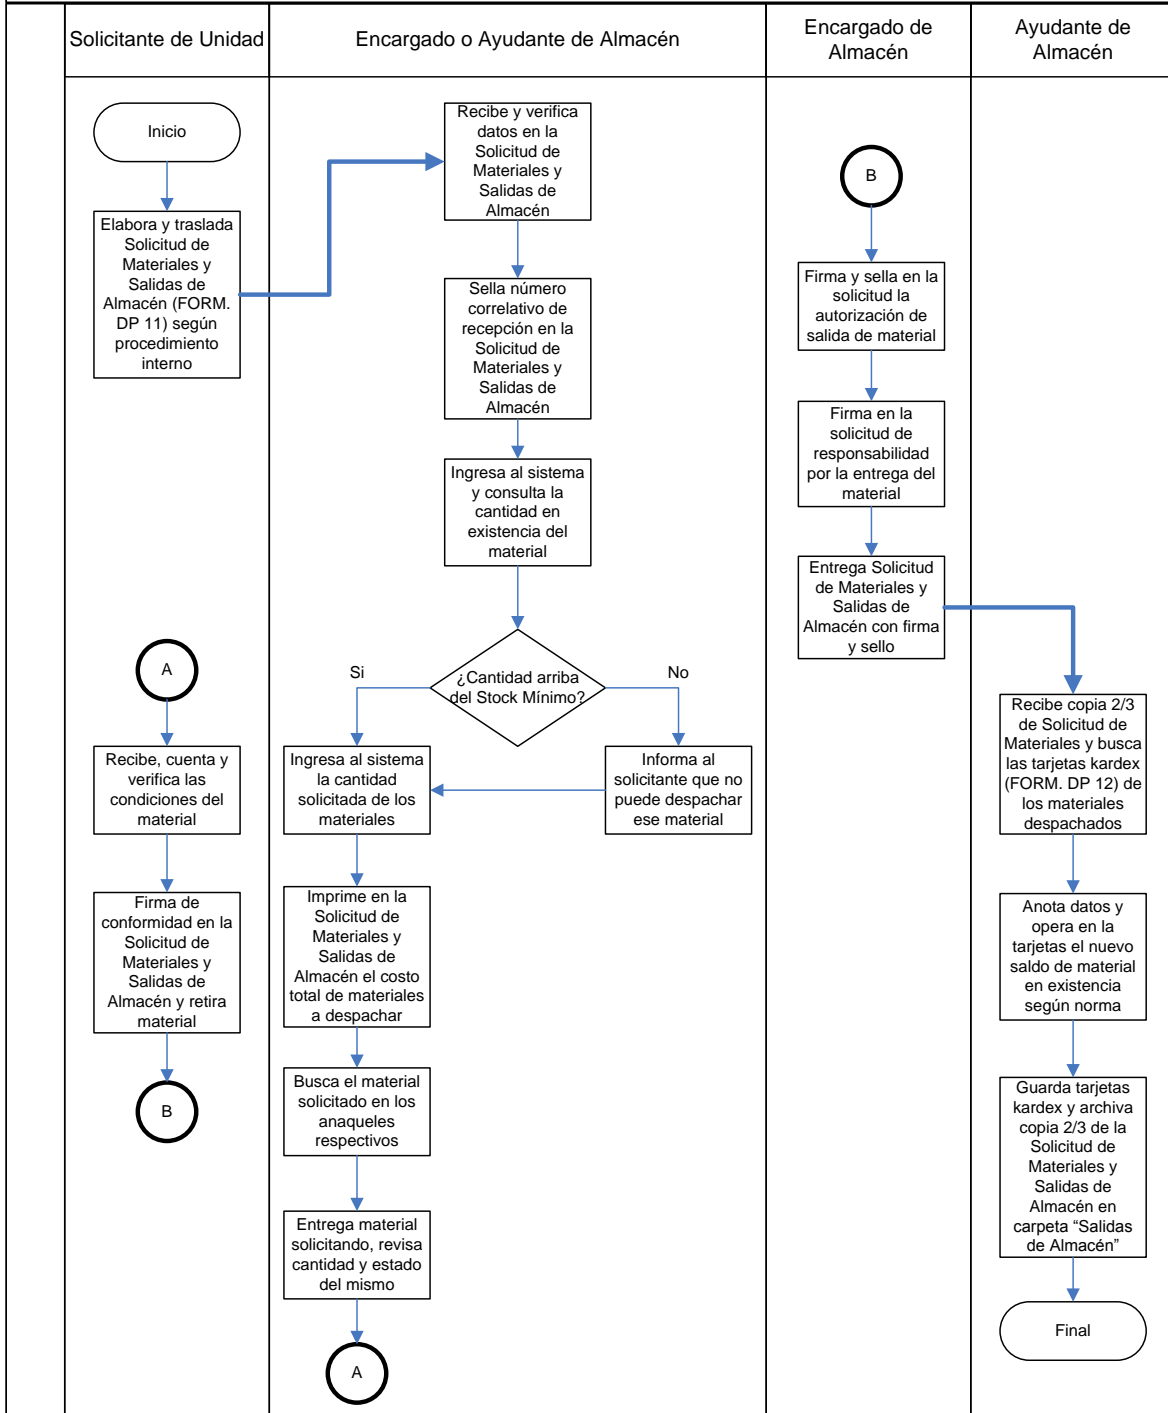 Solicitante de Unidad
Encargado o Ayudante de Almacén
Encargado de
Almacén
Ayudante de
Almacén
Inicio
Elabora y traslada
Solicitud de
Materiales y
Salidas de
Almacén (FORM.
DP 11) según
procedimiento
interno
A
Recibe, cuenta y
verifica las
condiciones del
material
Firma de
conformidad en la
Solicitud de
Materiales y
Salidas de
Almacén y retira
material
B
Recibe y verifica
datos en la
Solicitud de
Materiales y
Salidas de
Almacén
Sella número
correlativo de
recepción en la
Solicitud de
Materiales y
Salidas de
Almacén
Ingresa al sistema
y consulta la
cantidad en
existencia del
material
¿Cantidad arriba
del Stock Mínimo?
Si
No
Ingresa al sistema
la cantidad
solicitada de los
materiales
Informa al
solicitante que no
puede despachar
ese material
Imprime en la
Solicitud de
Materiales y
Salidas de
Almacén el costo
total de materiales
a despachar
Busca el material
solicitado en los
anaqueles
respectivos
Entrega material
solicitando, revisa
cantidad y estado
del mismo
A
B
Firma y sella en la
solicitud la
autorización de
salida de material
Firma en la
solicitud de
responsabilidad
por la entrega del
material
Entrega Solicitud
de Materiales y
Salidas de
Almacén con firma
y sello
Recibe copia 2/3
de Solicitud de
Materiales y busca
las tarjetas kardex
(FORM. DP 12) de
los materiales
despachados
Anota datos y
opera en la
tarjetas el nuevo
saldo de material
en existencia
según norma
Guarda tarjetas
kardex y archiva
copia 2/3 de la
Solicitud de
Materiales y
Salidas de
Almacén en
carpeta “Salidas
de Almacén”
Final